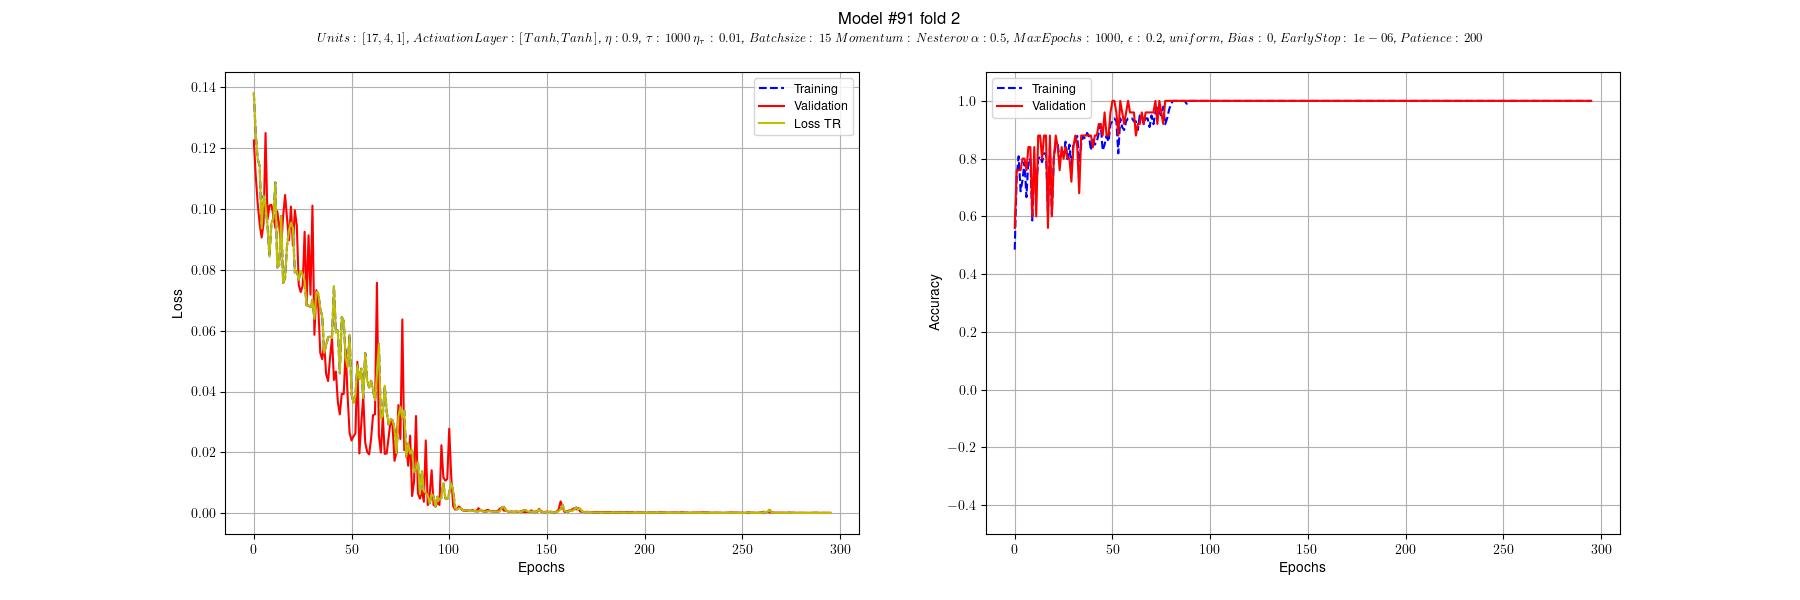 Model #91 fold 2
Units : [17, 4, 1], ActivationLayer : [Tanh, Tanh], η : 0.9, τ : 1000 η_τ : 0.01, Batchsize : 15 Momentum : Nesterov α : 0.5, MaxEpochs : 1000, ϵ : 0.2, uniform, Bias : 0, EarlyStop : 1e − 06, Patience : 200
Training
Validation
Loss TR
0.14
0.12
0.10
0.08
0.06
0.04
0.02
0.00
Loss
0 50 100 150 200 250 300
Epochs
Training
Validation
1.0
0.8
0.6
0.4
0.2
0.0
−0.2
−0.4
Accuracy
0 50 100 150 200 250 300
Epochs